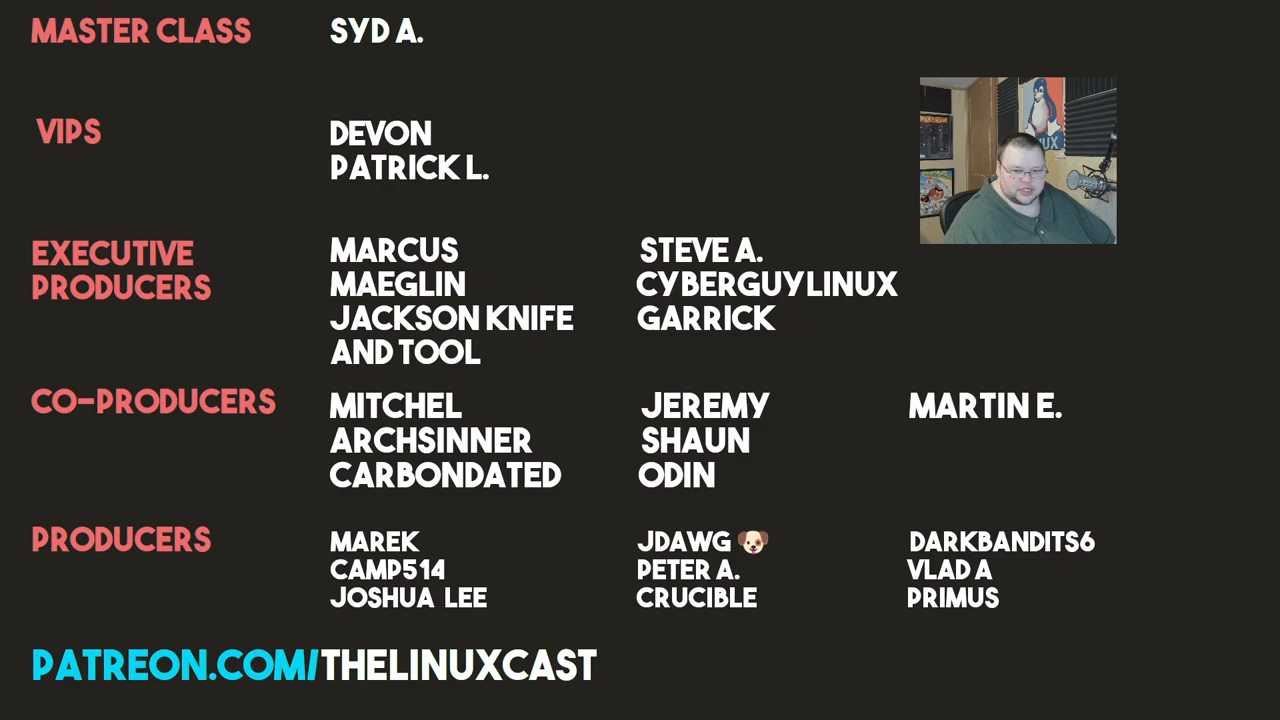 MASTER CLASS
SYD A.
VIPS
DEVON
PATRICK L.
EXECUTIVE
PRODUCERS
MARCUS
MAEGLIN
JACKSON KNIFE
AND TOOL
STEVE A.
CYBERGUYLINUX
GARRICK
CO-PRODUCERS
MITCHEL
ARCHSINNER
CARBONDATED
JEREMY
SHAUN
ODIN
MARTIN E.
PRODUCERS
MAREK
CAMP514
JOSHUA LEE
JDAWG 🐶
PETER A.
CRUCIBLE
DARKBANDITS6
VLAD A
PRIMUS
PATREON.COM/THELINUXCAST